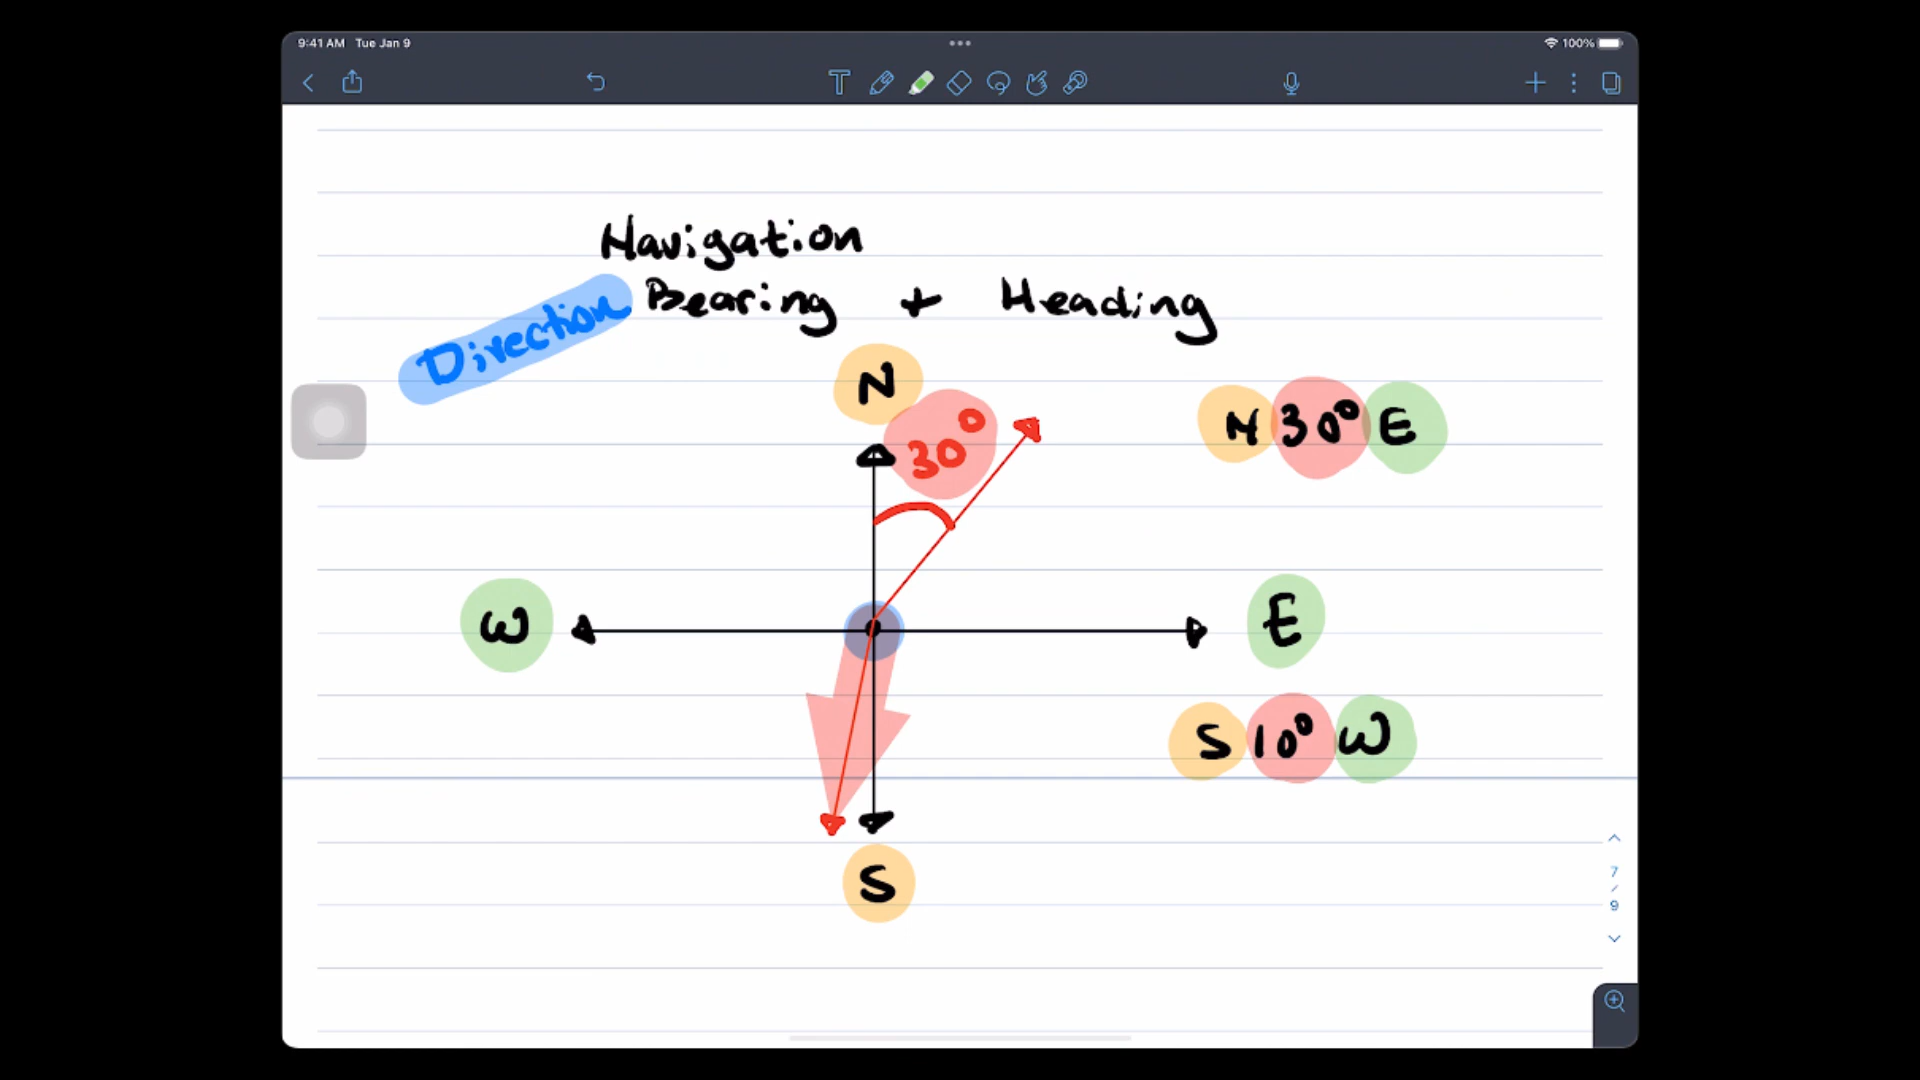 9:41 AM Tue Jan 9
100%
Navigation
Direction Bearing + Heading
N
30°
N 30° E
W
E
S 10° W
S
7
/
9